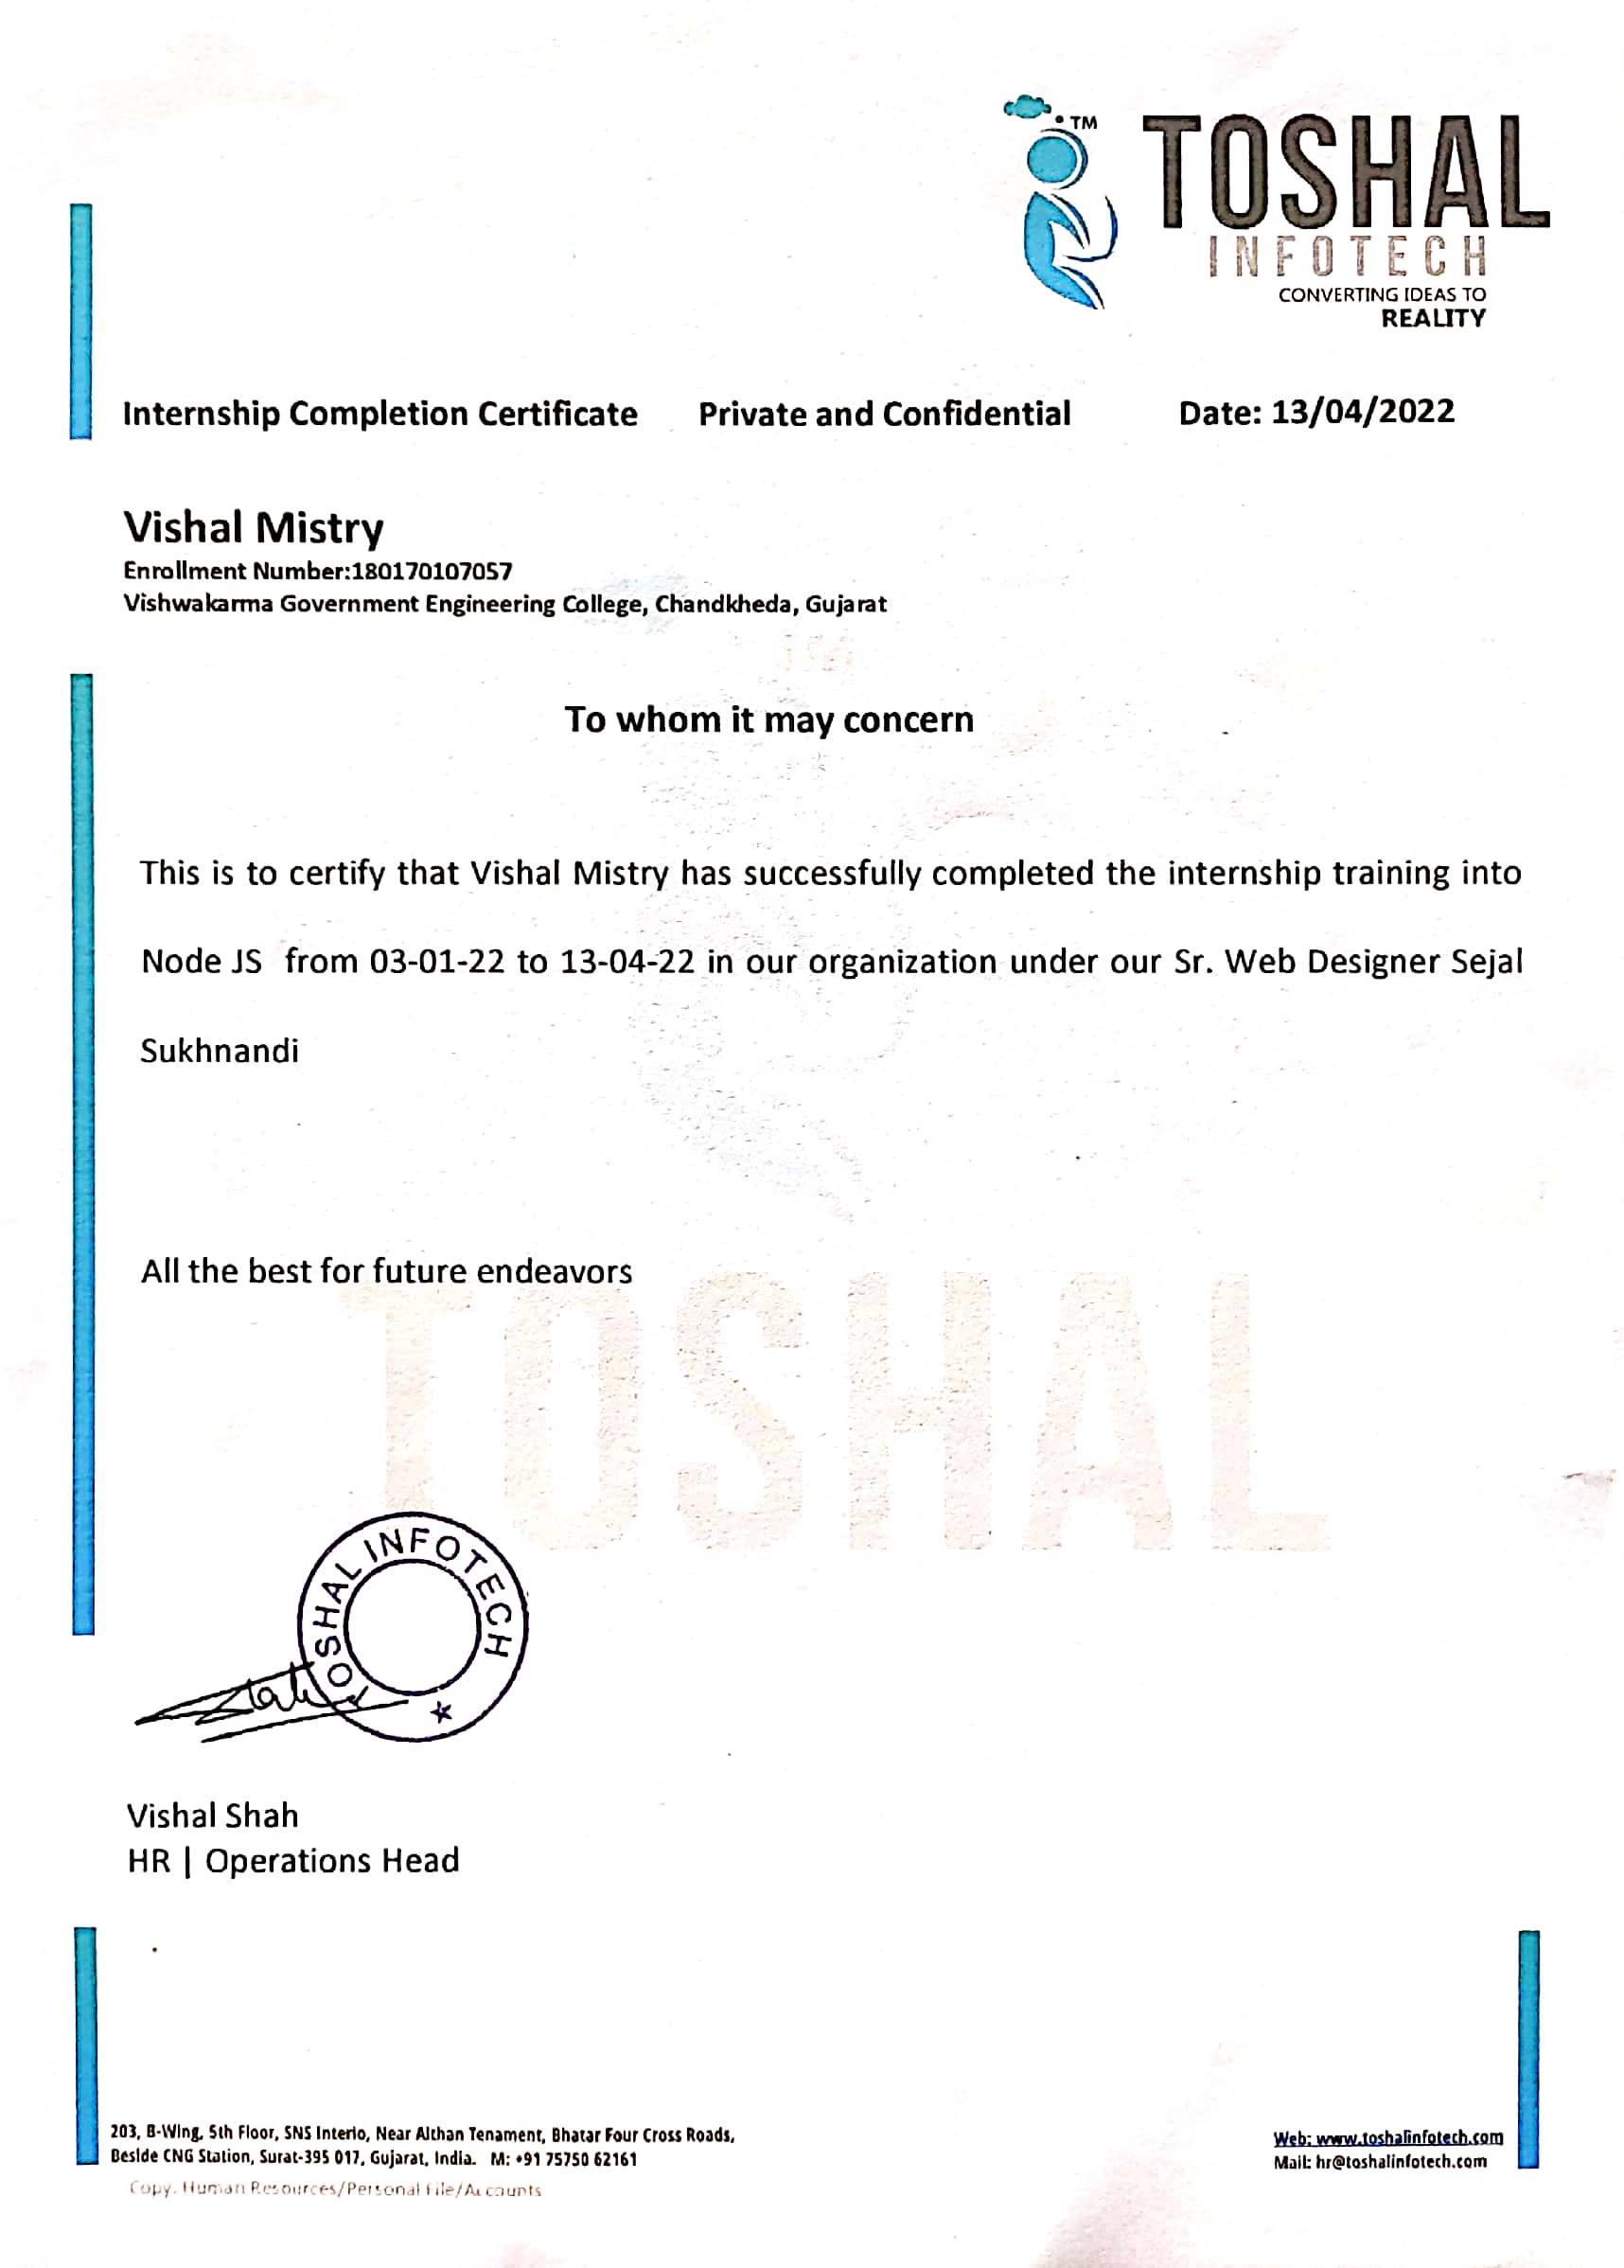 TM
TOSHAL
INFOTECH
CONVERTING IDEAS TO
REALITY
Internship Completion Certificate Private and Confidential Date: 13/04/2022
Vishal Mistry
Enrollment Number:180170107057
Vishwakarma Government Engineering College, Chandkheda, Gujarat
To whom it may concern
This is to certify that Vishal Mistry has successfully completed the internship training into
Node JS from 03-01-22 to 13-04-22 in our organization under our Sr. Web Designer Sejal
Sukhnandi
All the best for future endeavors
TOSHAL
TOSHAL INFOTECH
Vishal Shah
HR | Operations Head
203, B-Wing, 5th Floor, SNS Interio, Near Althan Tenament, Bhatar Four Cross Roads,
Beside CNG Station, Surat-395 017, Gujarat, India. M: +91 75750 62161
Web: www.toshalinfotech.com
Mail: hr@toshalinfotech.com
Copy. Human Resources/Personal File/Accounts